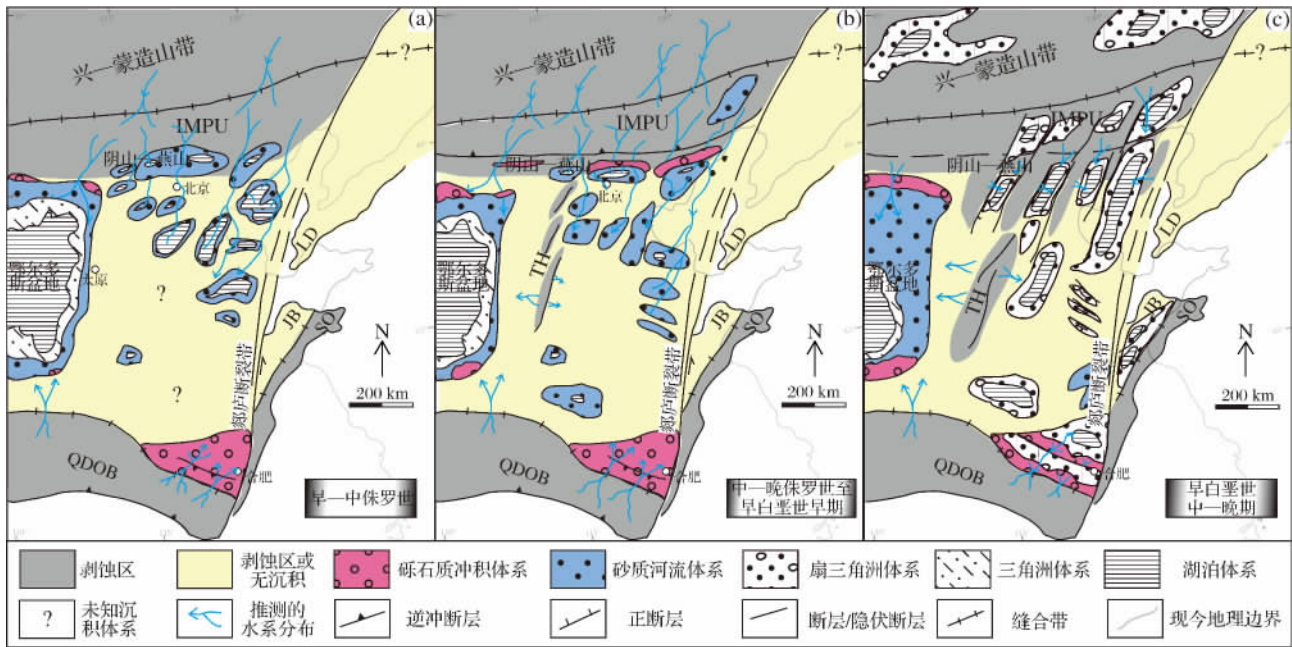 (a)
兴—蒙造山带
?
IMPU
阴山—燕山
北京
LD
鄂尔多
斯盆地
太原
?
JB
SO
N
郯庐断裂带
200 km
?
QDOB
合肥
早—中侏罗世
(b)
兴—蒙造山带
?
IMPU
阴山—燕山
北京
LD
TH
鄂尔多
斯盆地
JB
SO
N
郯庐断裂带
200 km
QDOB
合肥
中—晚侏罗世至
早白垩世早期
(c)
兴—蒙造山带
?
IMPU
阴山—燕山
LD
鄂尔多
斯盆地
TH
JB
SO
N
郯庐断裂带
200 km
QDOB
合肥
早白垩世
中—晚期
剥蚀区
剥蚀区或
无沉积
砾石质冲积体系
砂质河流体系
扇三角洲体系
三角洲体系
湖泊体系
?
未知沉
积体系
推测的
水系分布
逆冲断层
正断层
断层/隐伏断层
缝合带
现今地理边界